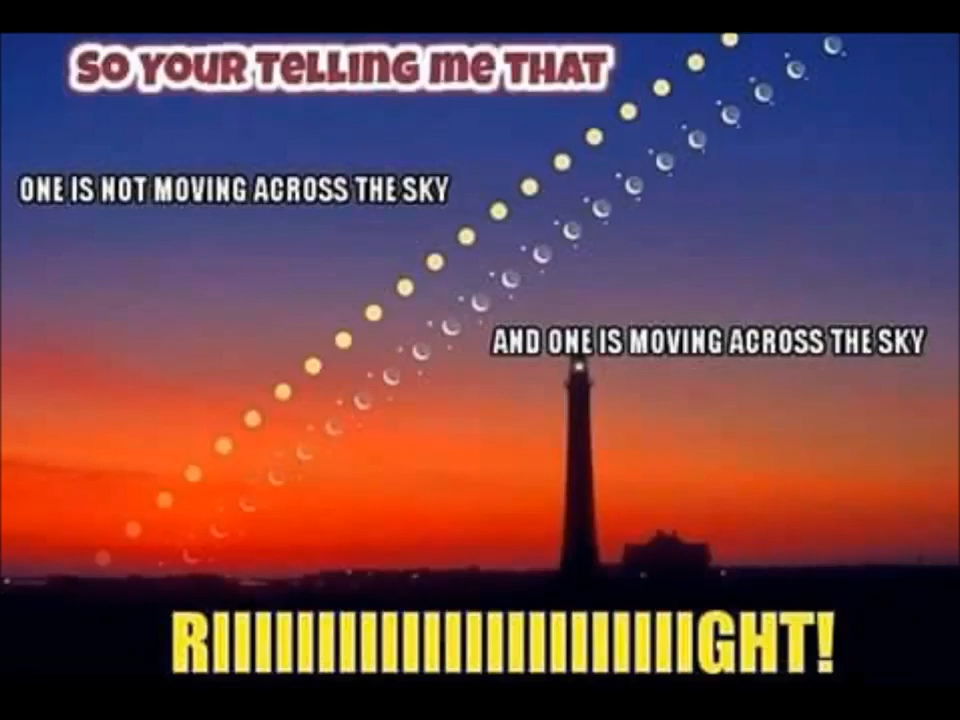 SO YOUR TELLING ME THAT
ONE IS NOT MOVING ACROSS THE SKY
AND ONE IS MOVING ACROSS THE SKY
RIIIIIIIIIIIIIIIIIIIIIIIGHT!